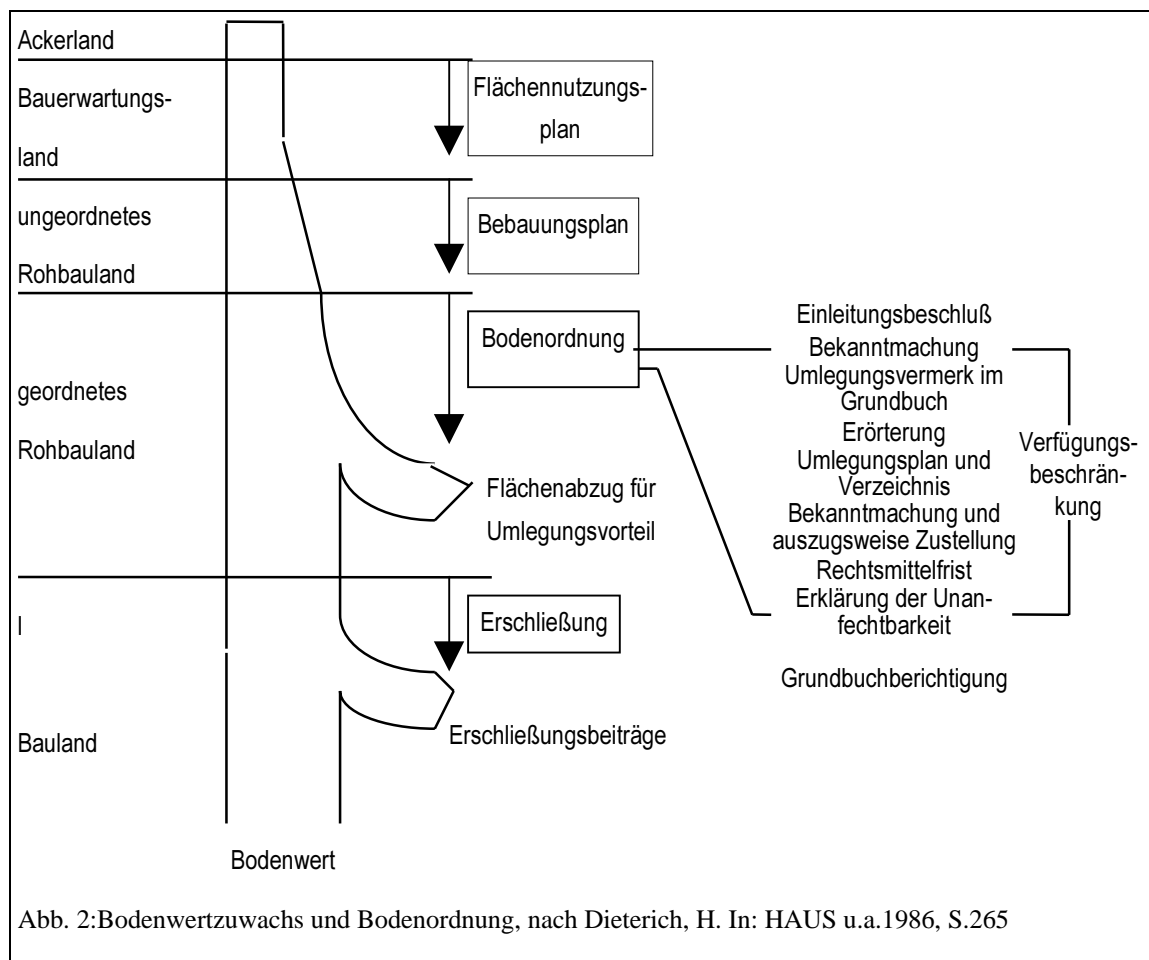 Ackerland
Bauerwartungs-
land
ungeordnetes
Rohbauland
geordnetes
Rohbauland
l
Bauland
Flächennutzungs-
plan
Bebauungsplan
Bodenordnung
Flächenabzug für
Umlegungsvorteil
Erschließung
Erschließungsbeiträge
Einleitungsbeschluß
Bekanntmachung
Umlegungsvermerk im
Grundbuch
Erörterung
Umlegungsplan und
Verzeichnis
Bekanntmachung und
auszugsweise Zustellung
Rechtsmittelfrist
Erklärung der Unan-
fechtbarkeit
Grundbuchberichtigung
Verfügungs-
beschrän-
kung
Bodenwert
Abb. 2:Bodenwertzuwachs und Bodenordnung, nach Dieterich, H. In: HAUS u.a.1986, S.265